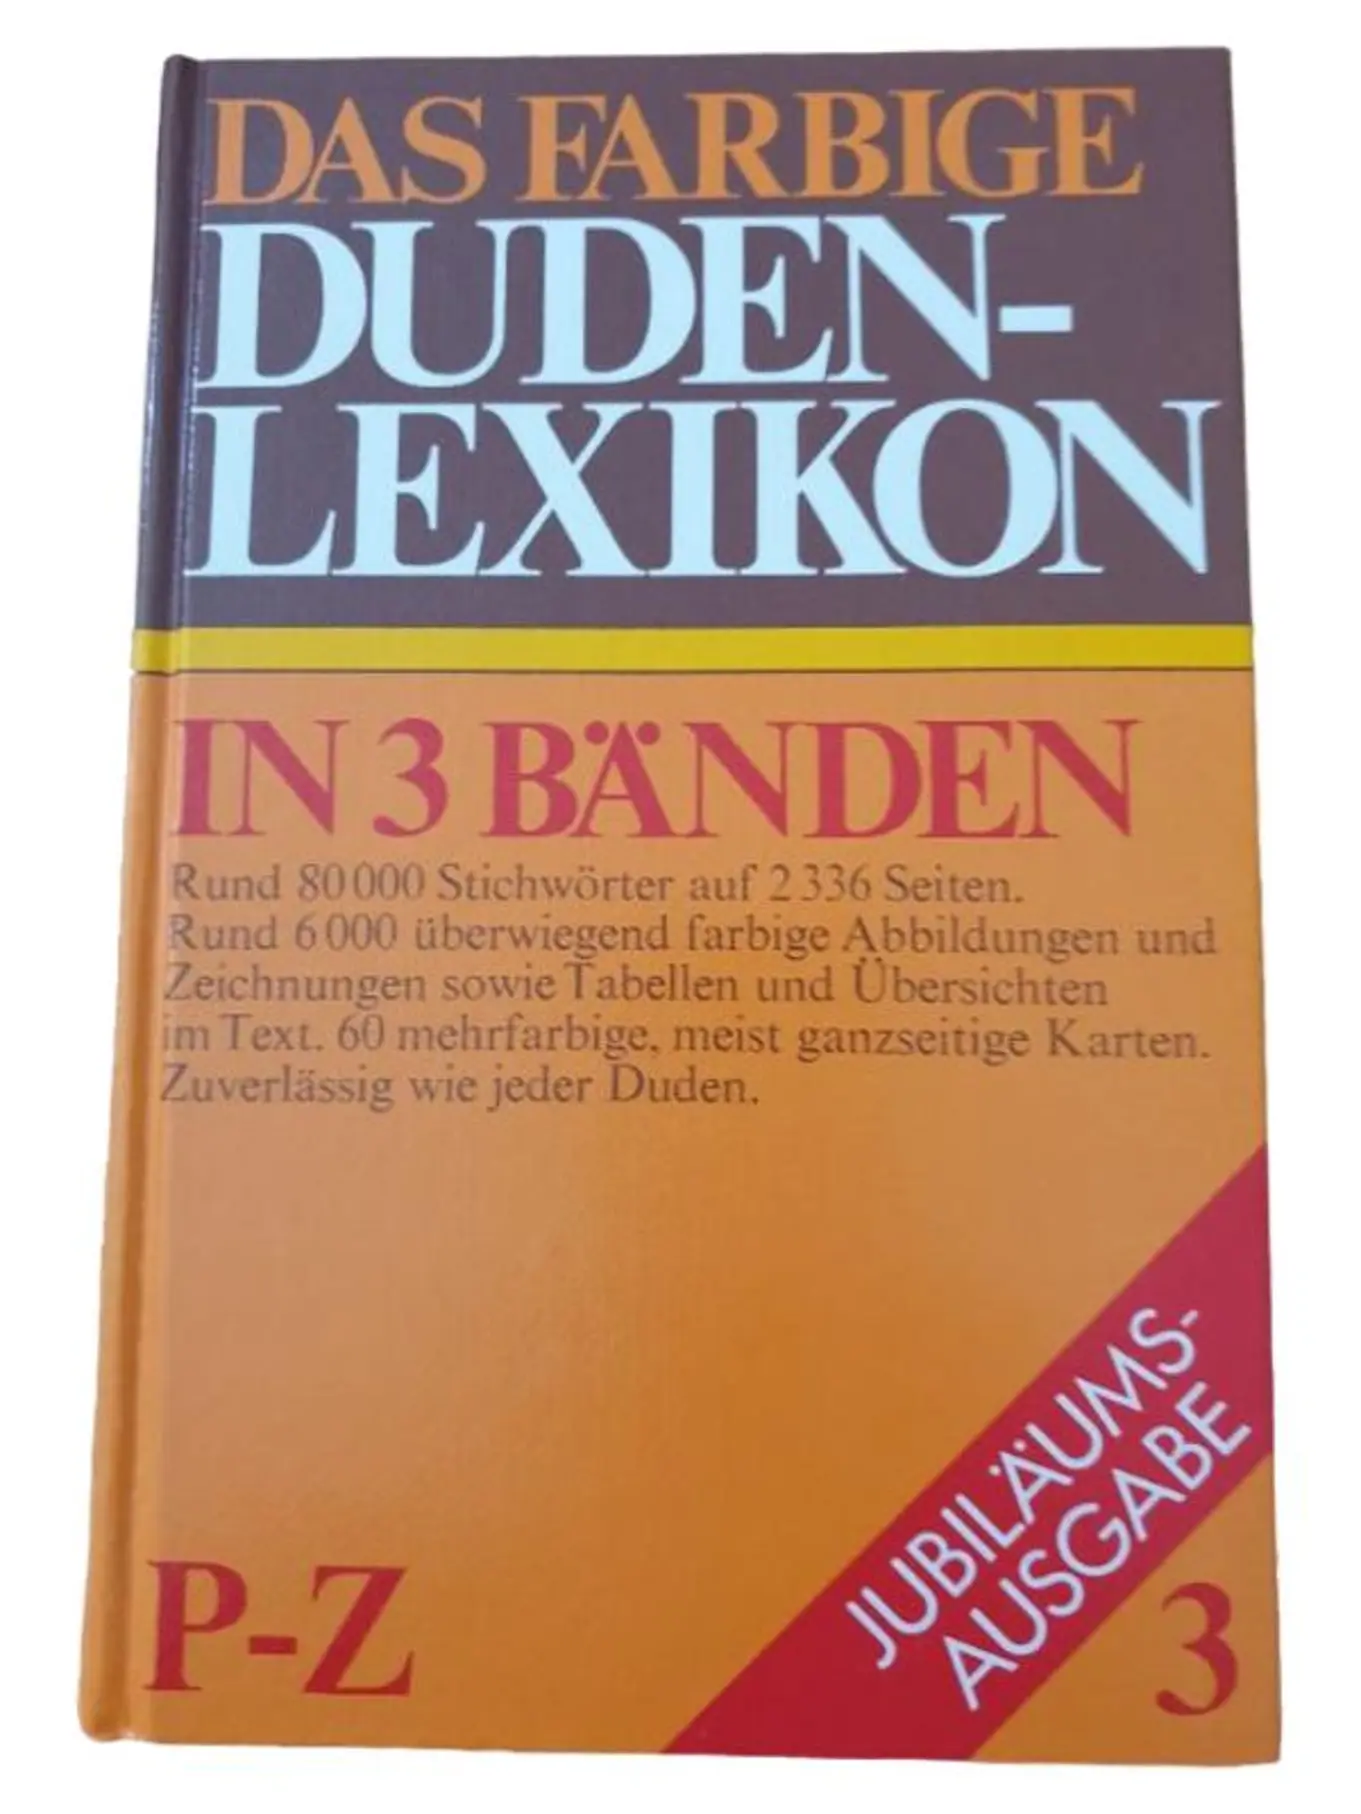 DAS FARBIGE
DUDEN-
LEXIKON
IN 3 BÄNDEN
Rund 80 000 Stichwörter auf 2 336 Seiten.
Rund 6 000 überwiegend farbige Abbildungen und
Zeichnungen sowie Tabellen und Übersichten
im Text. 60 mehrfarbige, meist ganzseitige Karten.
Zuverlässig wie jeder Duden.
JUBILÄUMS-
AUSGABE
P-Z
3